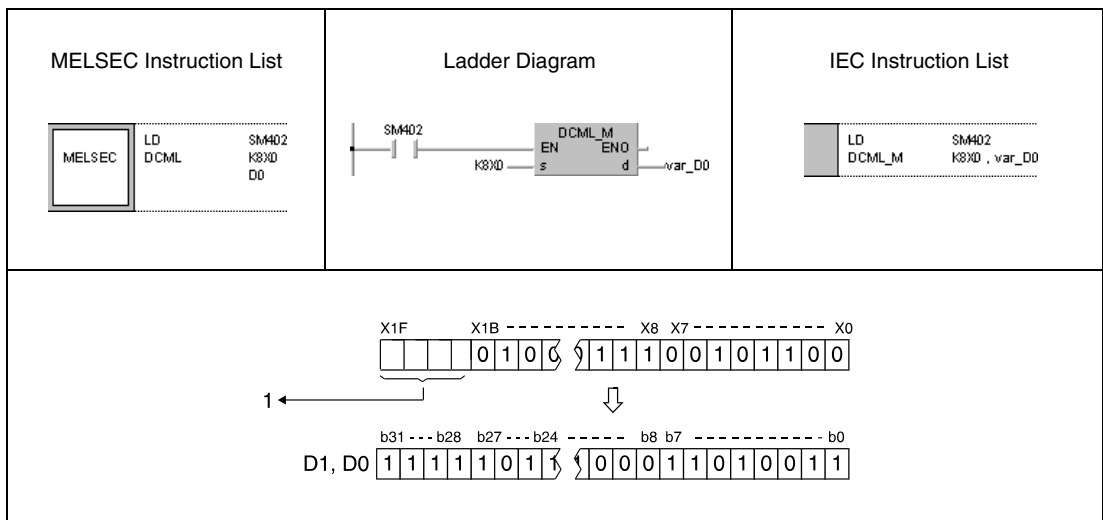 MELSEC Instruction List
MELSEC
LD SM402
DCML K8X0
D0
Ladder Diagram
SM402
DCML_M
EN ENO
K8X0 s d var_D0
IEC Instruction List
LD SM402
DCML_M K8X0 , var_D0
X1F X1B X8 X7 X0
0 1 0 0 0 1 1 1 0 0 1 0 1 1 0 0
1
b31 - - - b28 b27 - - - b24 - - - - - - b8 b7 - - - - - - - - - - - - b0
D1, D0 1 1 1 1 1 0 1 1 1 0 0 0 1 1 0 1 0 0 1 1